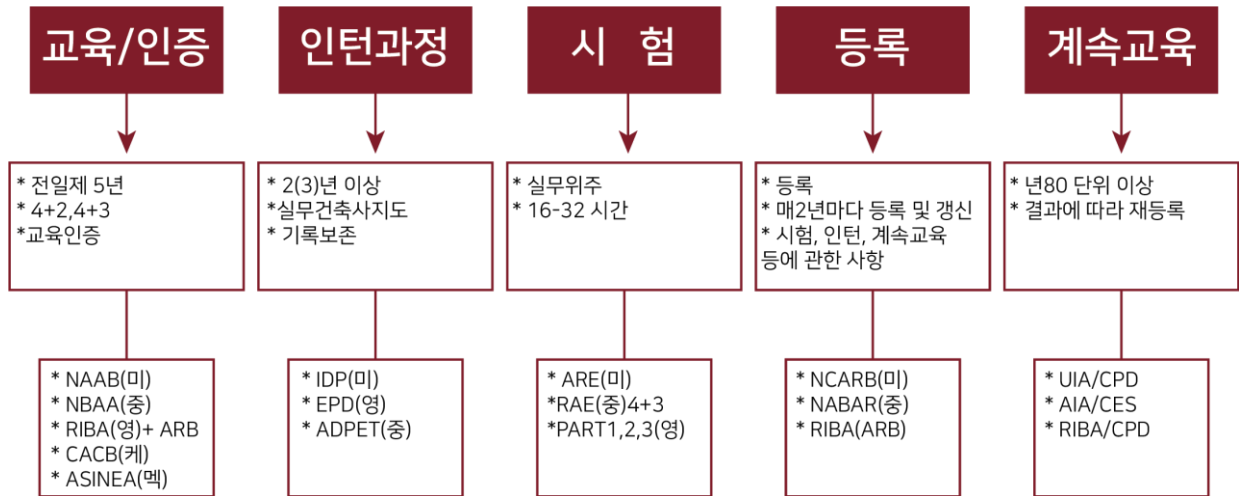 교육/인증
인턴과정
시 험
등록
계속교육
* 전일제 5년
* 4+2,4+3
*교육인증
* 2(3)년 이상
*실무건축사지도
* 기록보존
* 실무위주
* 16-32 시간
* 등록
* 매2년마다 등록 및 갱신
* 시험, 인턴, 계속교육
등에 관한 사항
* 년80 단위 이상
* 결과에 따라 재등록
* NAAB(미)
* NBAA(중)
* RIBA(영)+ ARB
* CACB(케)
* ASINEA(멕)
* IDP(미)
* EPD(영)
* ADPET(중)
* ARE(미)
*RAE(중)4+3
*PART1,2,3(영)
* NCARB(미)
* NABAR(중)
* RIBA(ARB)
* UIA/CPD
* AIA/CES
* RIBA/CPD